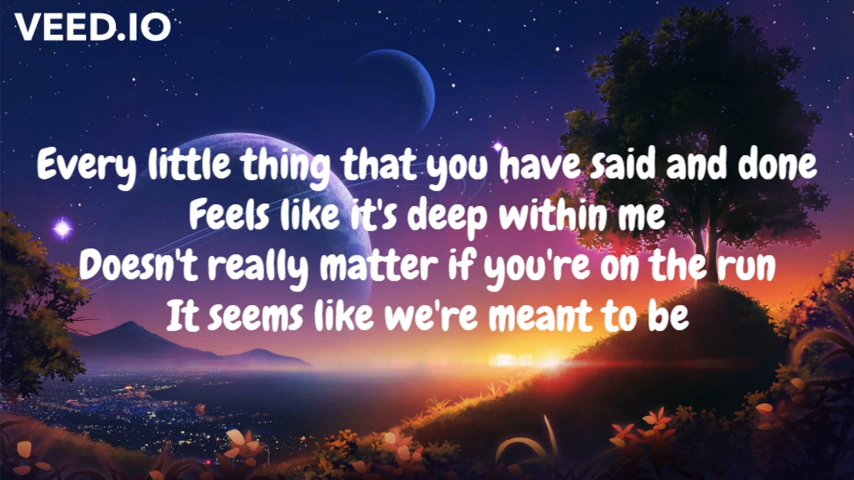 VEED.IO
Every little thing that you have said and done
Feels like it's deep within me
Doesn't really matter if you're on the run
It seems like we're meant to be